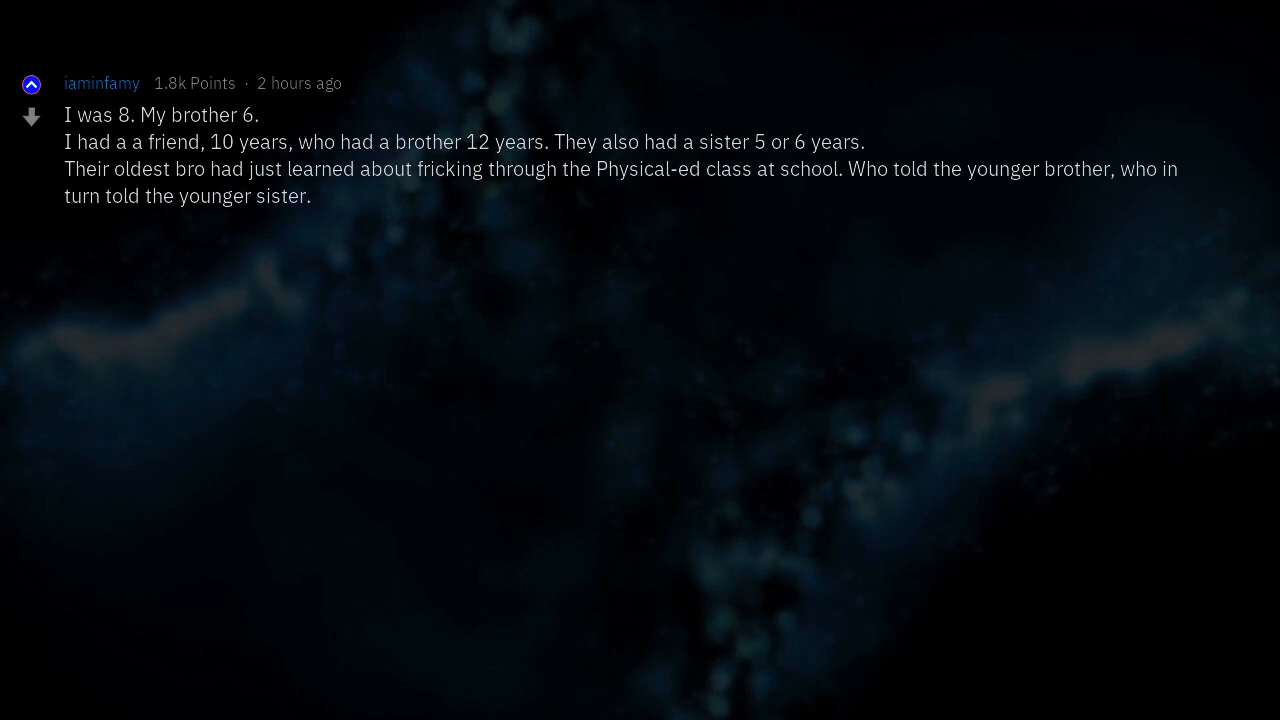 iaminfamy 1.8k Points · 2 hours ago
I was 8. My brother 6.
I had a a friend, 10 years, who had a brother 12 years. They also had a sister 5 or 6 years.
Their oldest bro had just learned about fricking through the Physical-ed class at school. Who told the younger brother, who in
turn told the younger sister.